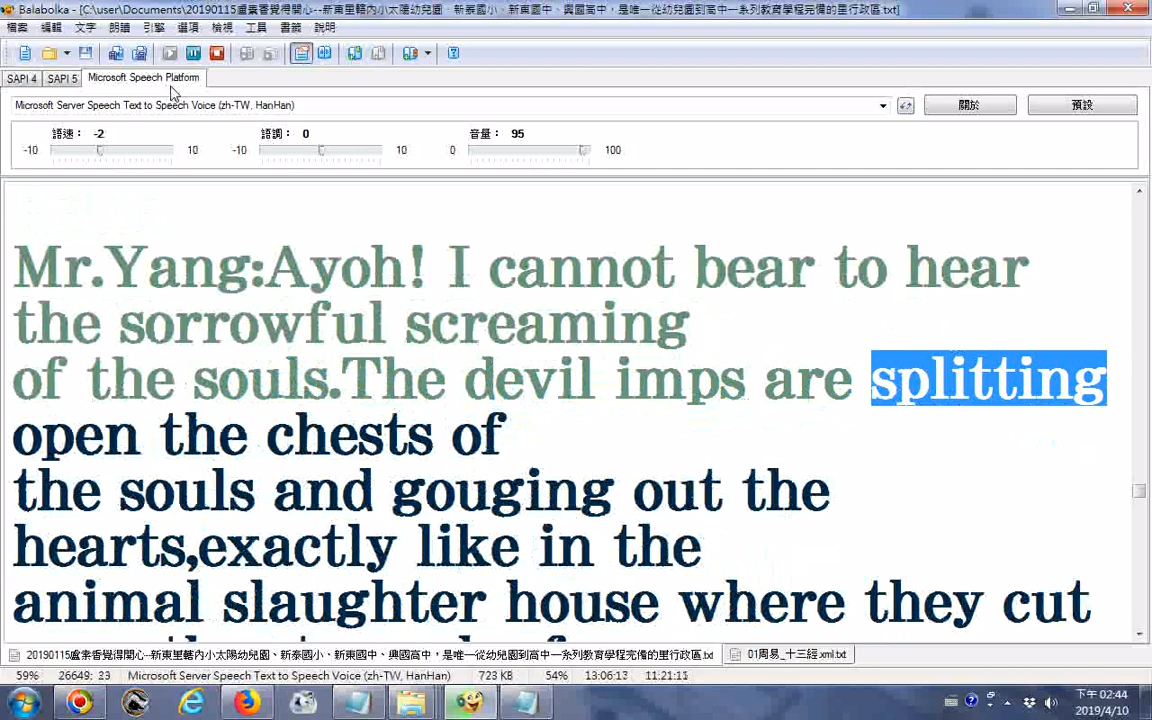 Balabolka - [C:\user\Documents\20190115盧素香覺得開心--新東里轄內小太陽幼兒園、新泰國小、新東國中、興國高中，是唯一從幼兒園到高中一系列教育學程完備的里行政區.txt]
檔案 編輯 文字 朗讀 引擎 選項 檢視 工具 書籤 說明
SAPI 4 SAPI 5 Microsoft Speech Platform
Microsoft Server Speech Text to Speech Voice (zh-TW, HanHan) 關於 預設
語速： -2 語調： 0 音量： 95
-10 10 -10 10 0 100
Mr.Yang:Ayoh! I cannot bear to hear
the sorrowful screaming
of the souls.The devil imps are splitting
open the chests of
the souls and gouging out the
hearts,exactly like in the
animal slaughter house where they cut
20190115盧素香覺得開心--新東里轄內小太陽幼兒園、新泰國小、新東國中、興國高中，是唯一從幼兒園到高中一系列教育學程完備的里行政區.txt 01周易_十三經.xml.txt
59% 26649: 23 Microsoft Server Speech Text to Speech Voice (zh-TW, HanHan) 723 KB 54% 13:06:13 11:21:11
下午 02:44
2019/4/10